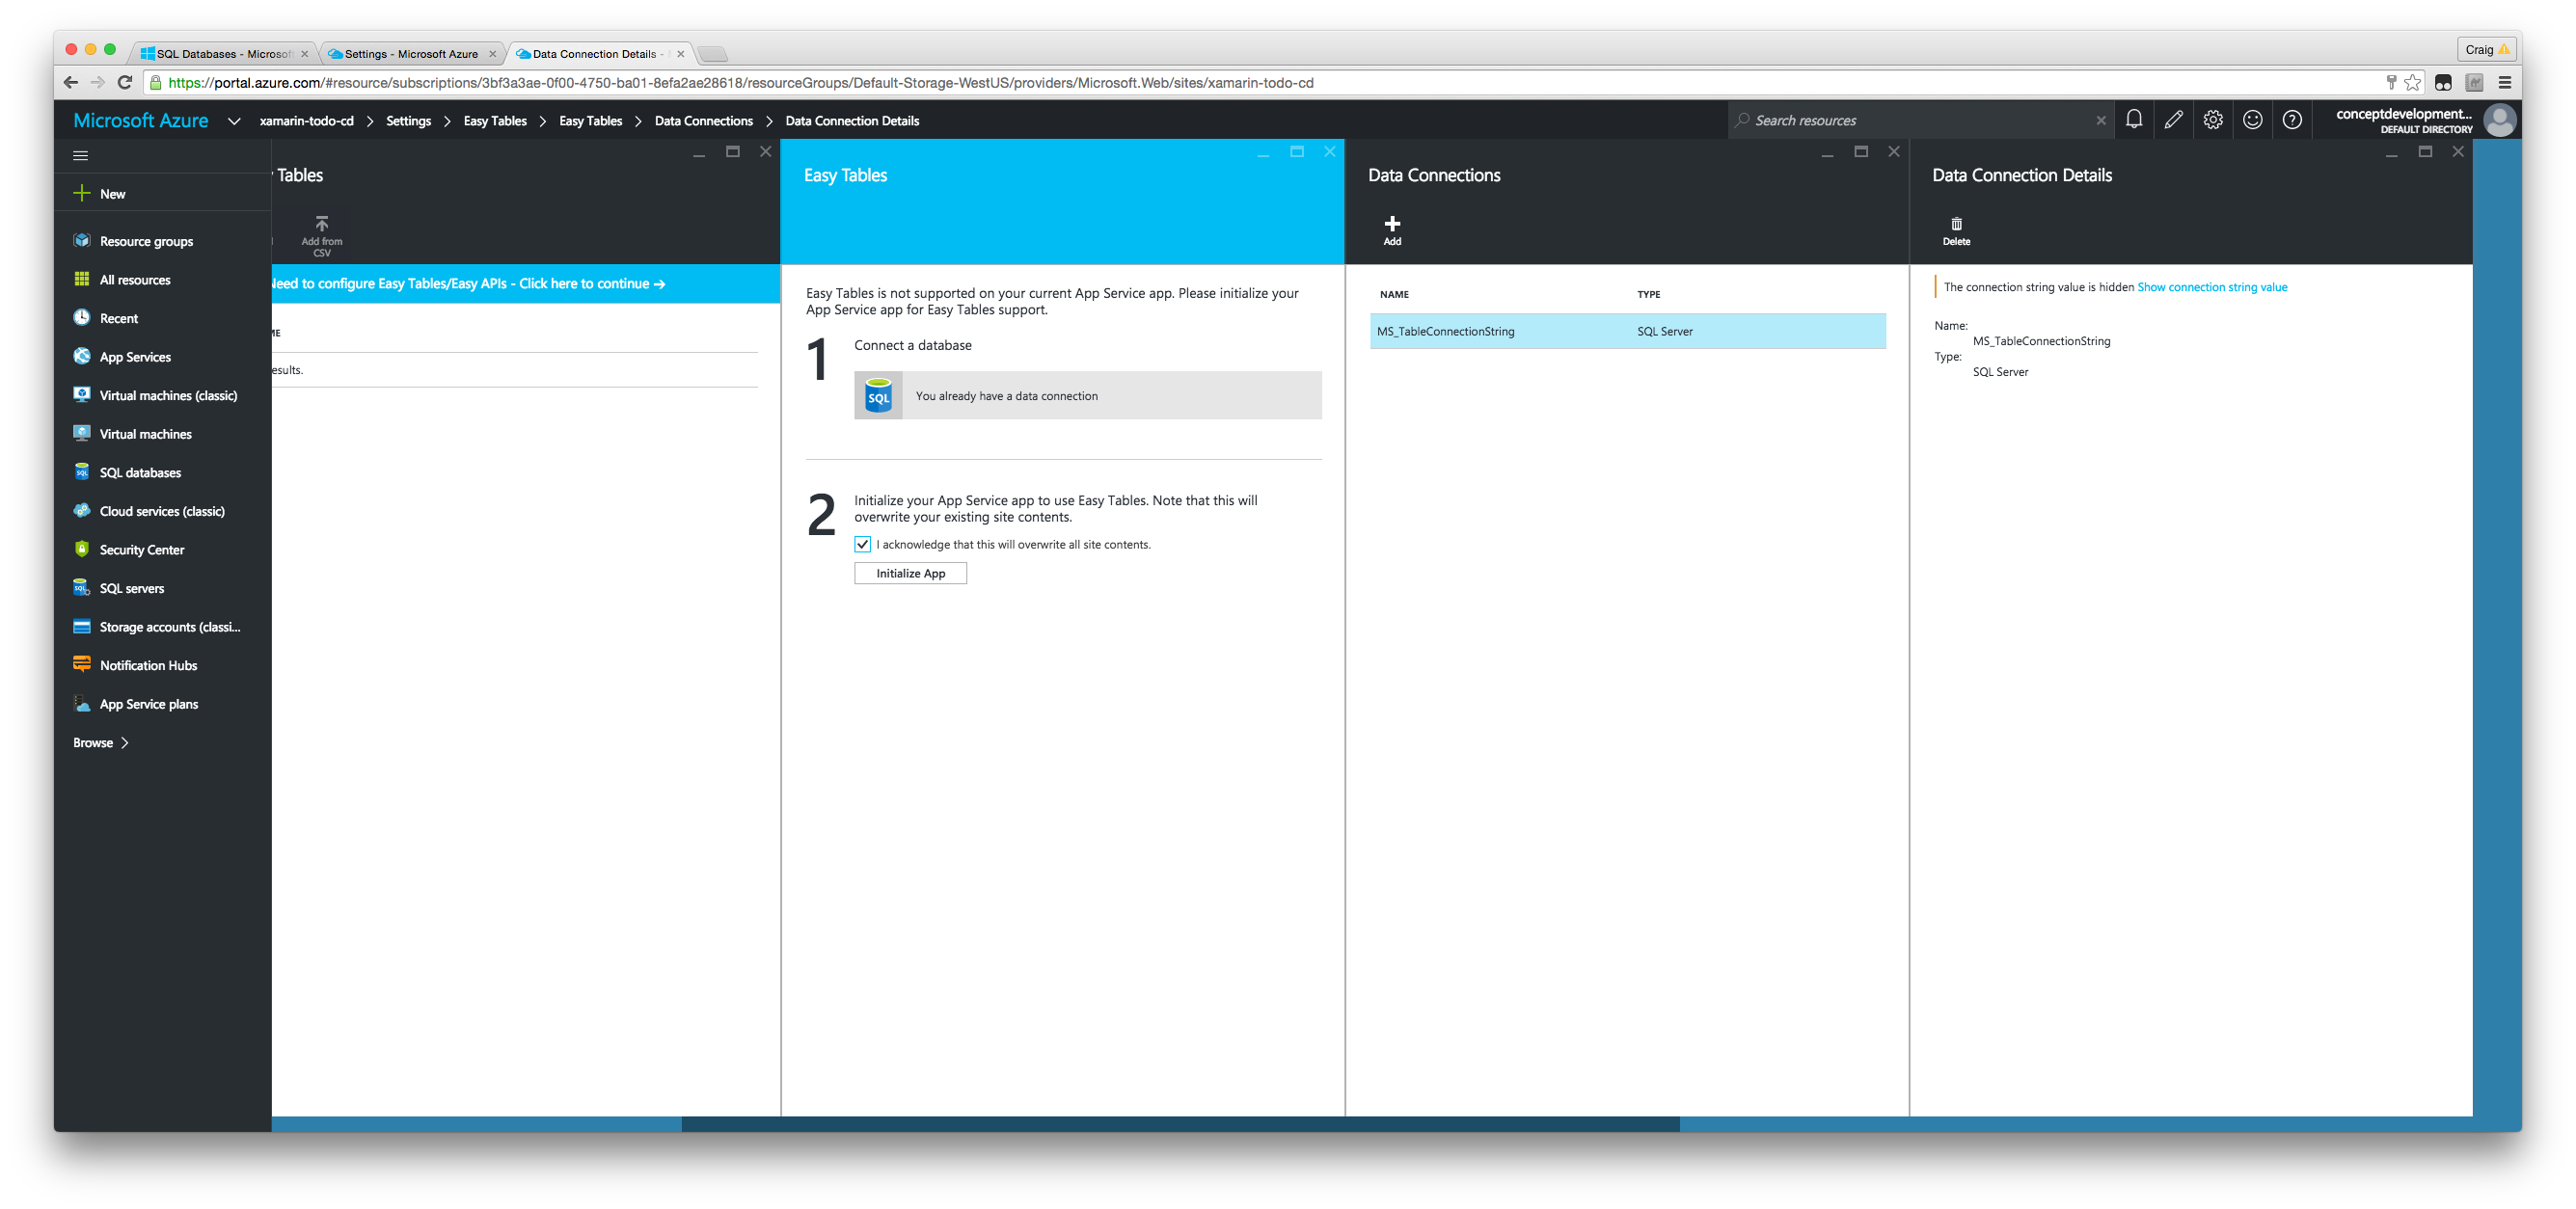 SQL Databases - Microsoft
Settings - Microsoft Azure
Data Connection Details -
Craig
https://portal.azure.com/#resource/subscriptions/3bf3a3ae-0f00-4750-ba01-8efa2ae28618/resourceGroups/Default-Storage-WestUS/providers/Microsoft.Web/sites/xamarin-todo-cd
Microsoft Azure
xamarin-todo-cd > Settings > Easy Tables > Easy Tables > Data Connections > Data Connection Details
Search resources
conceptdevelopment...
DEFAULT DIRECTORY
New
Resource groups
All resources
Recent
App Services
Virtual machines (classic)
Virtual machines
SQL databases
Cloud services (classic)
Security Center
SQL servers
Storage accounts (classi...
Notification Hubs
App Service plans
Browse >
Tables
Add from
CSV
Need to configure Easy Tables/Easy APIs - Click here to continue →
ME
esults.
Easy Tables
Easy Tables is not supported on your current App Service app. Please initialize your
App Service app for Easy Tables support.
1
Connect a database
SQL
You already have a data connection
2
Initialize your App Service app to use Easy Tables. Note that this will
overwrite your existing site contents.
I acknowledge that this will overwrite all site contents.
Initialize App
Data Connections
Add
NAME TYPE
MS_TableConnectionString SQL Server
Data Connection Details
Delete
The connection string value is hidden Show connection string value
Name:
MS_TableConnectionString
Type:
SQL Server